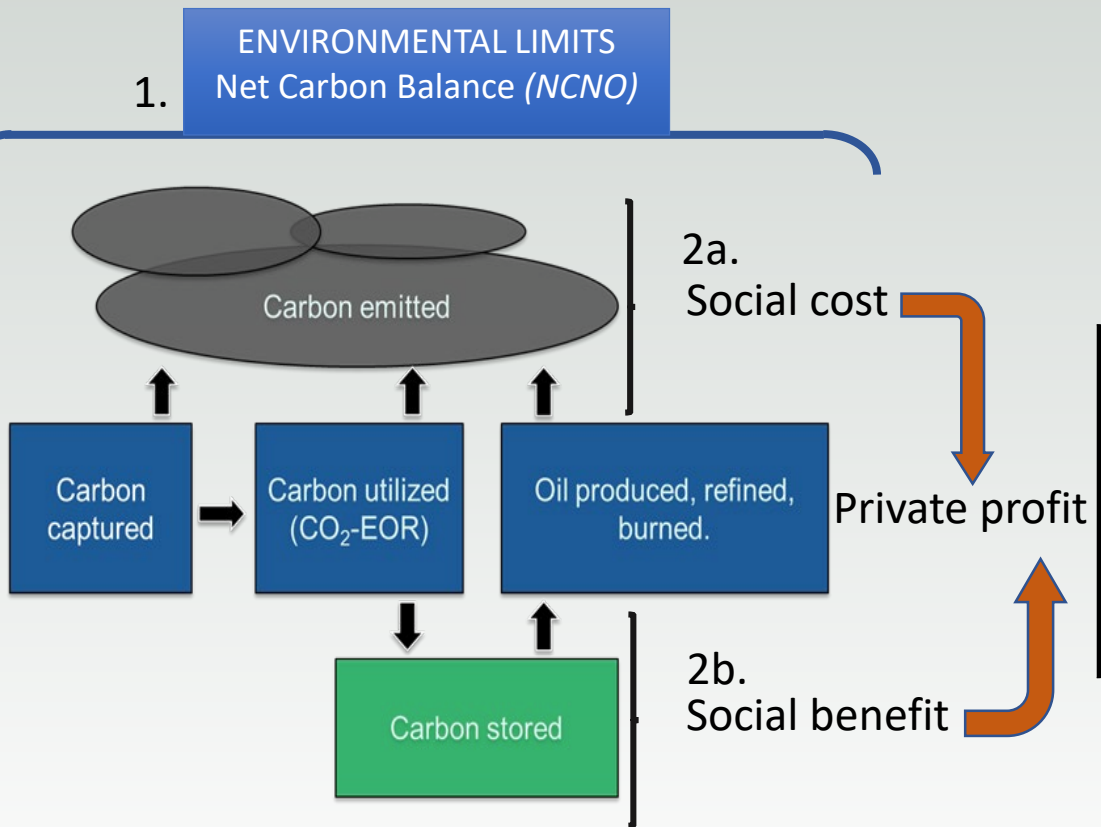 ENVIRONMENTAL LIMITS
Net Carbon Balance (NCNO)
1.
Carbon emitted
2a.
Social cost
Carbon
captured
Carbon utilized
(CO₂-EOR)
Oil produced, refined,
burned.
Private profit
Carbon stored
2b.
Social benefit